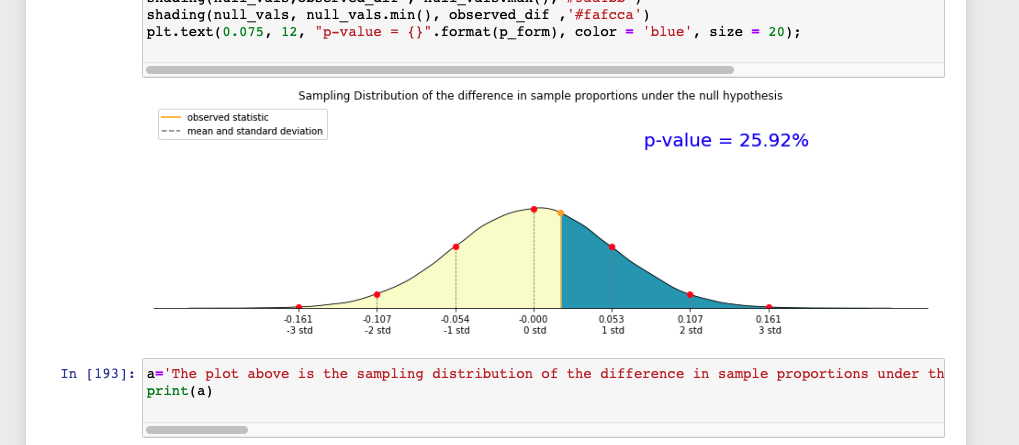 shading(null_vals, null_vals.min(), observed_dif ,'#fafcca')
plt.text(0.075, 12, "p-value = {}".format(p_form), color = 'blue', size = 20);
Sampling Distribution of the difference in sample proportions under the null hypothesis
observed statistic
mean and standard deviation
p-value = 25.92%
-0.161 -0.107 -0.054 -0.000 0.053 0.107 0.161
-3 std -2 std -1 std 0 std 1 std 2 std 3 std
In [193]: a='The plot above is the sampling distribution of the difference in sample proportions under th
print(a)